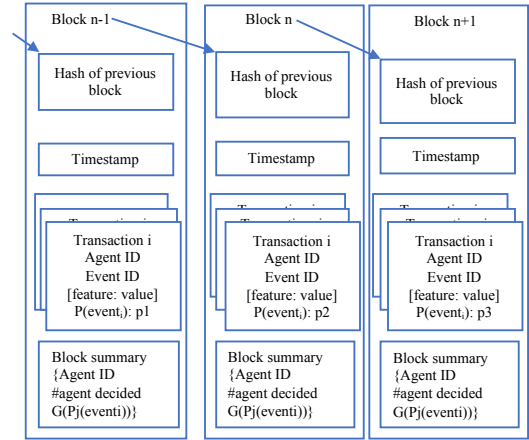 Block n-1
Hash of previous
block
Timestamp
Transaction i
Agent ID
Event ID
[feature: value]
P(eventᵢ): p1
Block summary
{Agent ID
#agent decided
G(Pj(eventi))}
Block n
Hash of previous
block
Timestamp
Transaction i
Agent ID
Event ID
[feature: value]
P(eventᵢ): p2
Block summary
{Agent ID
#agent decided
G(Pj(eventi))}
Block n+1
Hash of previous
block
Timestamp
Transaction i
Agent ID
Event ID
[feature: value]
P(eventᵢ): p3
Block summary
{Agent ID
#agent decided
G(Pj(eventi))}